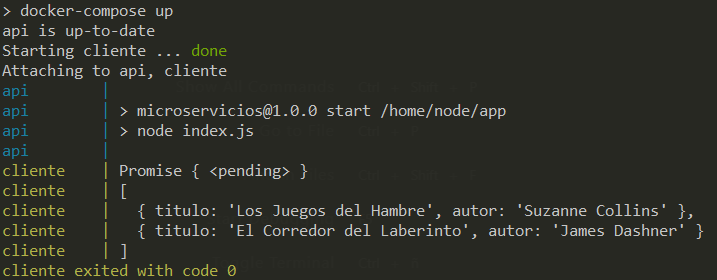 > docker-compose up
api is up-to-date
Starting cliente ... done
Attaching to api, cliente
api        |
api        | > microservicios@1.0.0 start /home/node/app
api        | > node index.js
api        |
cliente    | Promise { <pending> }
cliente    | [
cliente    |   { titulo: 'Los Juegos del Hambre', autor: 'Suzanne Collins' },
cliente    |   { titulo: 'El Corredor del Laberinto', autor: 'James Dashner' }
cliente    | ]
cliente exited with code 0